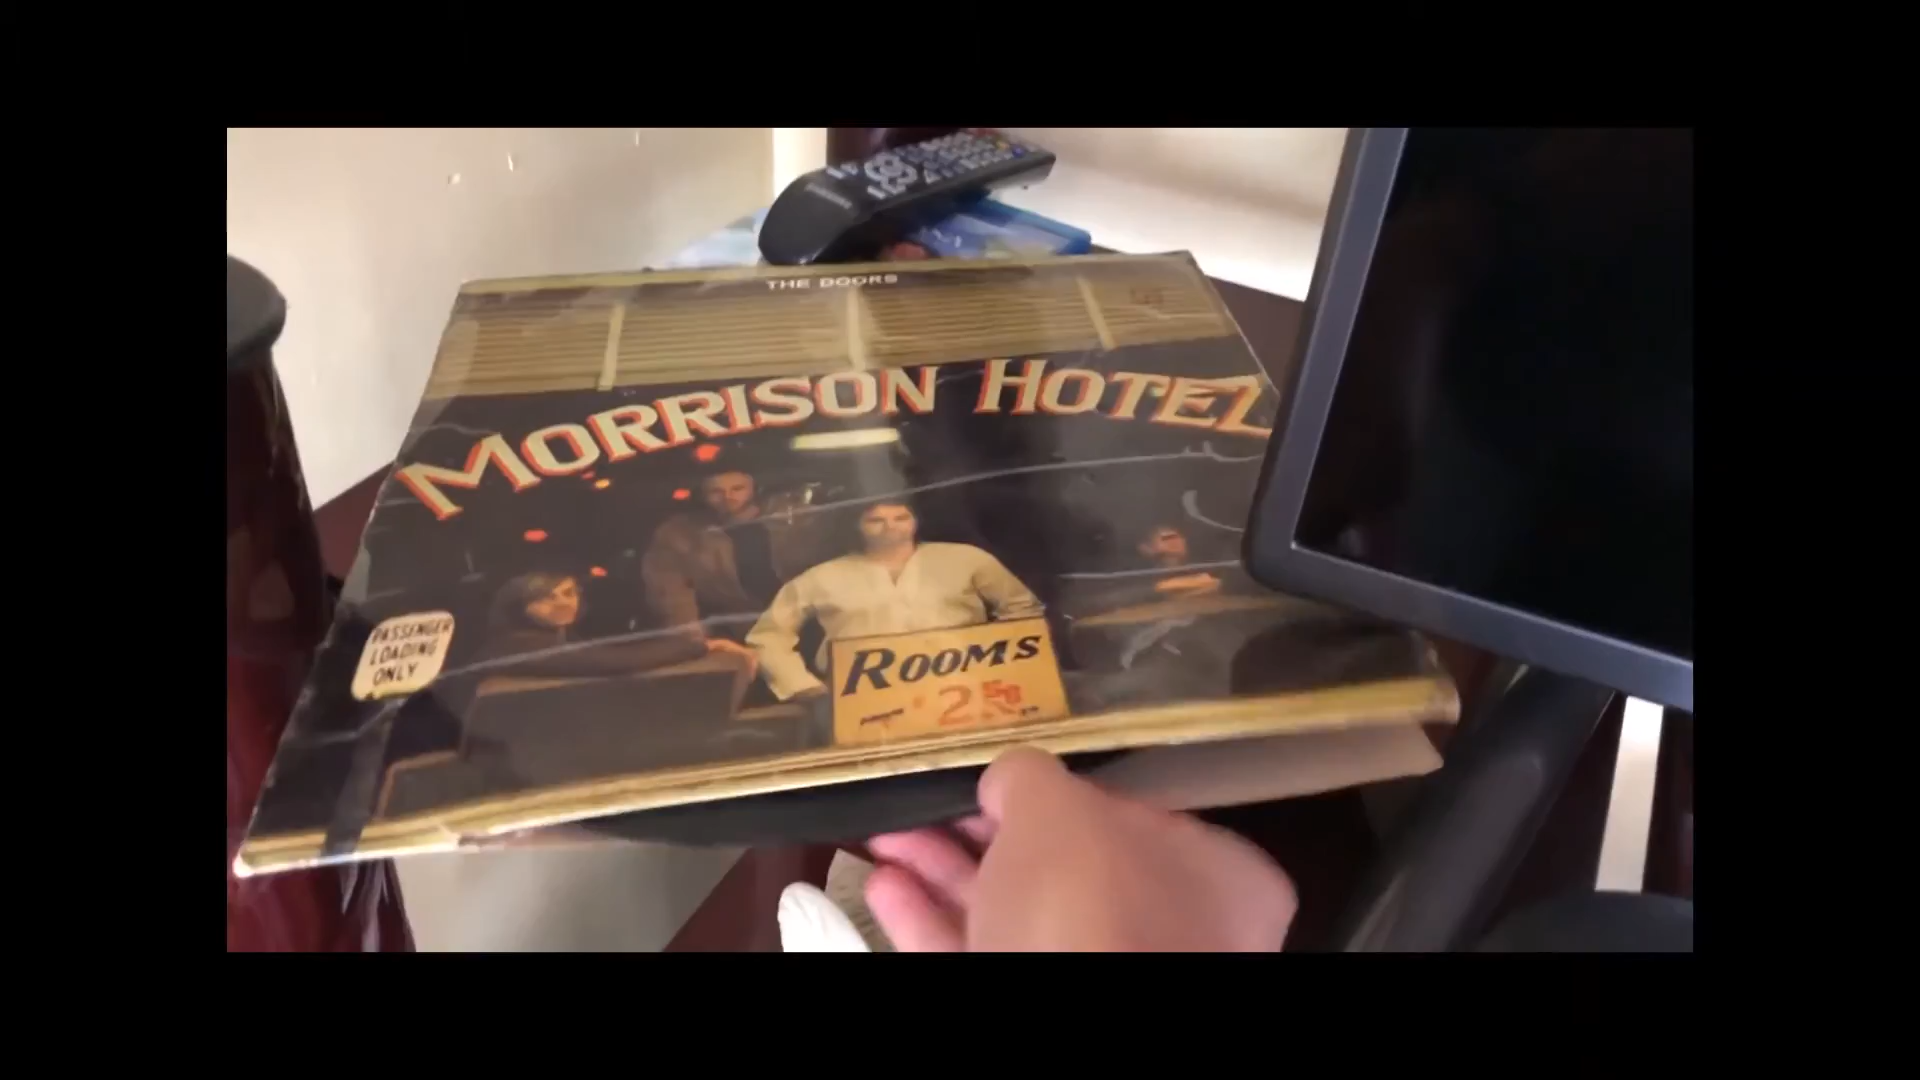 THE DOORS
MORRISON HOTEL
PASSENGER
LOADING
ONLY
ROOMS